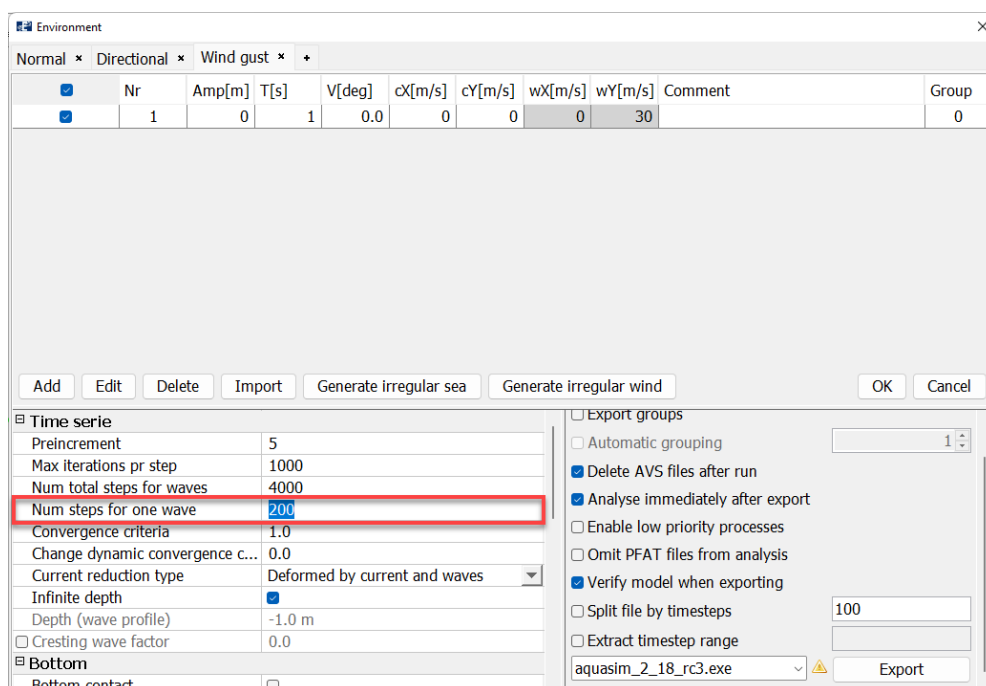 Environment
Normal × Directional × Wind gust × +
Nr Amp[m] T[s] V[deg] cX[m/s] cY[m/s] wX[m/s] wY[m/s] Comment Group
1 0 1 0.0 0 0 0 30 0
Add Edit Delete Import Generate irregular sea Generate irregular wind OK Cancel
Time serie
Preincrement 5
Max iterations pr step 1000
Num total steps for waves 4000
Num steps for one wave 200
Convergence criteria 1.0
Change dynamic convergence c... 0.0
Current reduction type Deformed by current and waves
Infinite depth
Depth (wave profile) -1.0 m
Cresting wave factor 0.0
Bottom
Bottom contact
Export groups
Automatic grouping 1
Delete AVS files after run
Analyse immediately after export
Enable low priority processes
Omit PFAT files from analysis
Verify model when exporting
Split file by timesteps 100
Extract timestep range
aquasim_2_18_rc3.exe Export